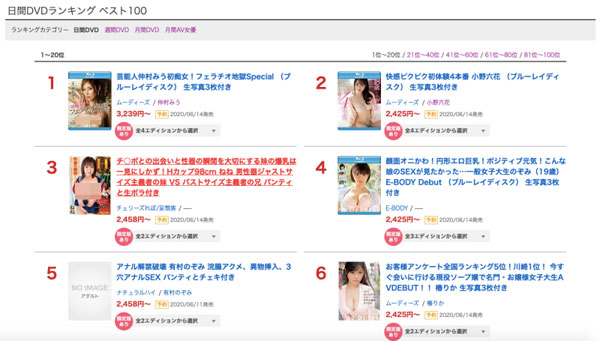 日間DVDランキング ベスト100
ランキングカテゴリー 日間DVD 週間DVD 月間DVD 月間AV女優
1〜20位
1位〜20位 / 21位〜40位 / 41位〜60位 / 61位〜80位 / 81位〜100位
1
芸能人仲村みう初痴女！フェラチオ地獄Special （ブ
ルーレイディスク） 生写真3枚付き
ムーディーズ / 仲村みう
3,239円〜 予約 2020/06/14発売
限定版あり 全4エディションから選択
2
快感ビクビク初体験4本番 小野六花 （ブルーレイディ
スク） 生写真3枚付き
ムーディーズ / 小野六花
2,425円〜 予約 2020/06/14発売
限定版あり 全4エディションから選択
3
チ○ポとの出会いと性器の瞬間を大切にする妹の爆乳は
一見にしかず！Hカップ98cm ねね 男性器ジャストサ
イズ主義者の妹 VS バストサイズ主義者の兄 パンティ
と生ポラ付き
チェリーズれぼ/妄想族 / ----
2,458円〜 予約 2020/06/14発売
限定版あり 全2エディションから選択
4
顔面オニかわ！円形エロ巨乳！ポジティブ元気！こんな
娘のSEXが見たかった…一般女子大生のぞみ（19歳）
E-BODY Debut （ブルーレイディスク） 生写真3枚
付き
E-BODY / ----
2,425円〜 予約 2020/06/14発売
限定版あり 全3エディションから選択
5
NO IMAGE
アダルト
アナル解禁破壊 有村のぞみ 浣腸アクメ、異物挿入、3
穴アナルSEX パンティとチェキ付き
ナチュラルハイ / 有村のぞみ
2,458円〜 予約 2020/06/11発売
限定版あり 全2エディションから選択
6
お客様アンケート全国ランキング5位！川崎1位！ 今す
ぐ会いに行ける現役ソープ嬢で名門・お嬢様女子大生A
VDEBUT！！ 椿りか 生写真3枚付き
ムーディーズ / 椿りか
2,425円〜 予約 2020/06/14発売
限定版あり 全2エディションから選択